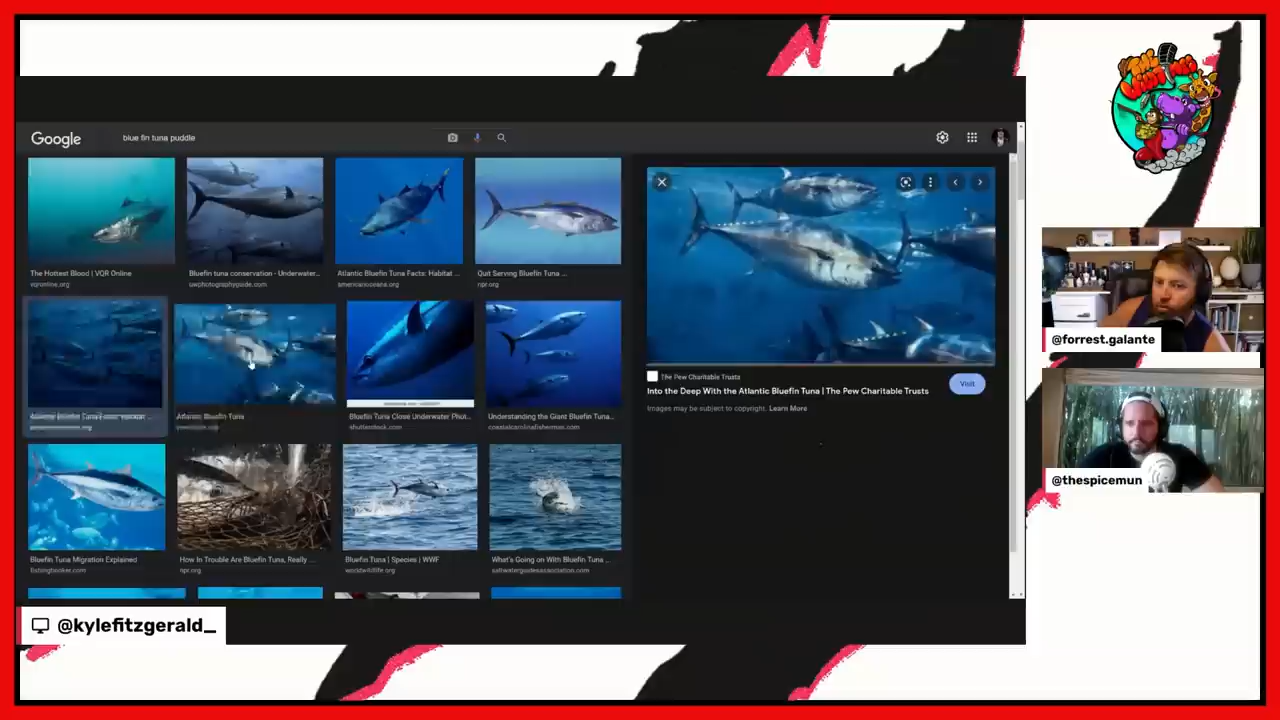 Google
blue fin tuna puddle
The Hottest Blood | VQR Online
vqronline.org
Bluefin tuna conservation - Underwater...
uwphotographyguide.com
Atlantic Bluefin Tuna Facts: Habitat ...
americanoceans.org
Quit Serving Bluefin Tuna ...
npr.org
Atlantic Bluefin Tuna
Bluefin Tuna Close Underwater Phot...
shutterstock.com
Understanding the Giant Bluefin Tuna...
coastalcarolinafisherman.com
Bluefin Tuna Migration Explained
fishingbooker.com
How In Trouble Are Bluefin Tuna, Really ...
npr.org
Bluefin Tuna | Species | WWF
worldwildlife.org
What's Going on With Bluefin Tuna ...
saltwaterguidesassociation.com
The Pew Charitable Trusts
Into the Deep With the Atlantic Bluefin Tuna | The Pew Charitable Trusts
Visit
Images may be subject to copyright. Learn More
THE WILD TIMES
@forrest.galante
@thespicemun
@kylefitzgerald_